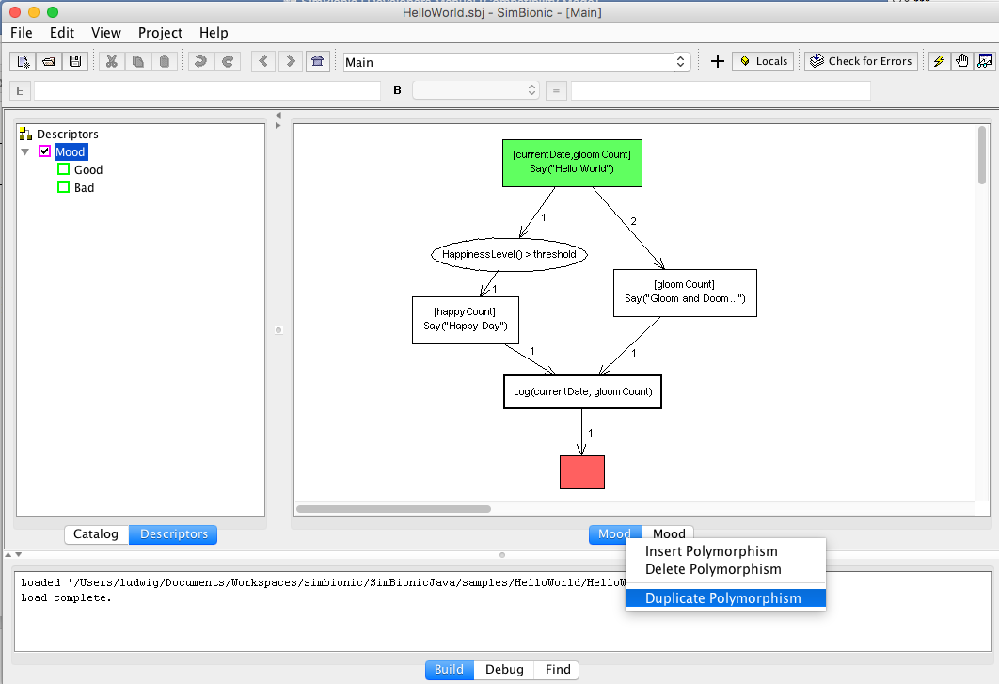 HelloWorld.sbj - SimBionic - [Main]
File Edit View Project Help
Main
Locals
Check for Errors
E
B
=
Descriptors
Mood
Good
Bad
[currentDate,gloomCount]
Say("Hello World")
1
2
HappinessLevel() > threshold
1
[gloomCount]
Say("Gloom and Doom...")
[happyCount]
Say("Happy Day")
1
1
Log(currentDate, gloomCount)
1
Catalog Descriptors
Mood Mood
Insert Polymorphism
Delete Polymorphism
Duplicate Polymorphism
Loaded '/Users/ludwig/Documents/Workspaces/simbionic/SimBionicJava/samples/HelloWorld/HelloW
Load complete.
Build Debug Find